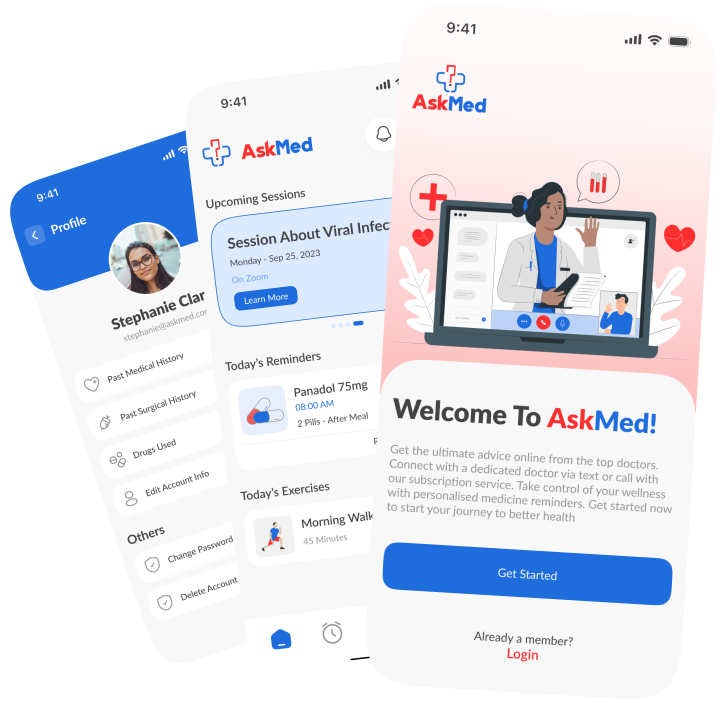 9:41
Profile
Stephanie Clar
stephanie@askmed.cor
Past Medical History
Past Surgical History
Drugs Used
Edit Account Info
Others
Change Password
Delete Account
9:41
AskMed
Upcoming Sessions
Session About Viral Infec
Monday - Sep 25, 2023
On Zoom
Learn More
Today's Reminders
Panadol 75mg
08:00 AM
2 Pills - After Meal
Today's Exercises
Morning Walk
45 Minutes
9:41
AskMed
Welcome To AskMed!
Get the ultimate advice online from the top doctors.
Connect with a dedicated doctor via text or call with
our subscription service. Take control of your wellness
with personalised medicine reminders. Get started now
to start your journey to better health
Get Started
Already a member?
Login